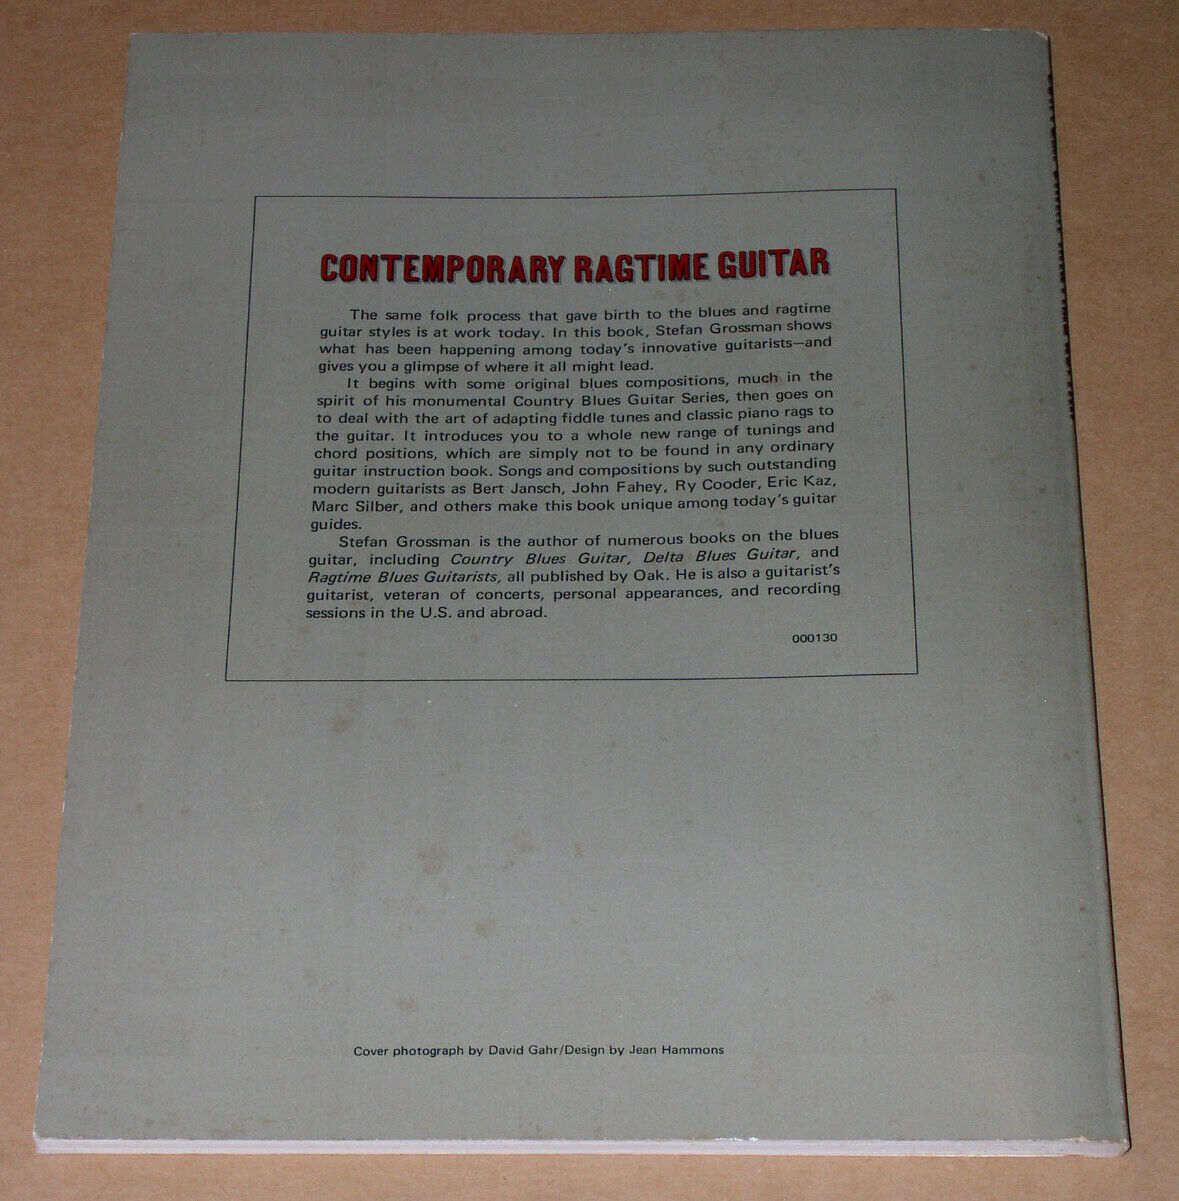 CONTEMPORARY RAGTIME GUITAR
The same folk process that gave birth to the blues and ragtime
guitar styles is at work today. In this book, Stefan Grossman shows
what has been happening among today's innovative guitarists—and
gives you a glimpse of where it all might lead.
It begins with some original blues compositions, much in the
spirit of his monumental Country Blues Guitar Series, then goes on
to deal with the art of adapting fiddle tunes and classic piano rags to
the guitar. It introduces you to a whole new range of tunings and
chord positions, which are simply not to be found in any ordinary
guitar instruction book. Songs and compositions by such outstanding
modern guitarists as Bert Jansch, John Fahey, Ry Cooder, Eric Kaz,
Marc Silber, and others make this book unique among today's guitar
guides.
Stefan Grossman is the author of numerous books on the blues
guitar, including Country Blues Guitar, Delta Blues Guitar, and
Ragtime Blues Guitarists, all published by Oak. He is also a guitarist's
guitarist, veteran of concerts, personal appearances, and recording
sessions in the U.S. and abroad.
000130
Cover photograph by David Gahr/Design by Jean Hammons